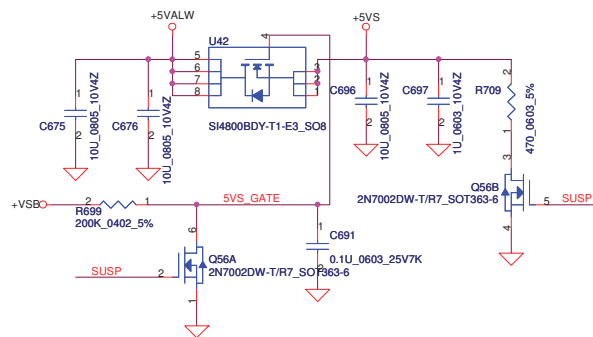 +5VALW
+5VS
U42
4
5
6
7
8
3
2
1
SI4800BDY-T1-E3_SO8
1
2
C675
10U_0805_10V4Z
1
2
C676
10U_0805_10V4Z
1
2
C696
10U_0805_10V4Z
1
2
C697
1U_0603_10V4Z
2
R709
1
470_0603_5%
3
Q56B
2N7002DW-T/R7_SOT363-6
5
SUSP
4
+VSB
2
1
R699
200K_0402_5%
5VS_GATE
6
Q56A
2N7002DW-T/R7_SOT363-6
SUSP
2
1
1
C691
2
0.1U_0603_25V7K